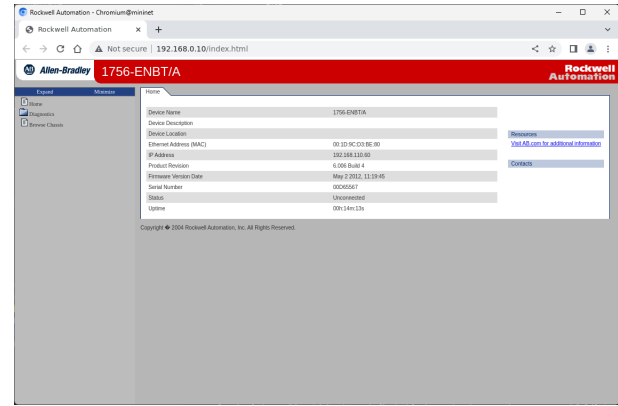 Rockwell Automation - Chromium@mininet
Rockwell Automation
Not secure | 192.168.0.10/index.html
AB Allen-Bradley 1756-ENBT/A Rockwell Automation
Expand Minimize
Home
Diagnostics
Browse Chassis
Home
Device Name 1756-ENBT/A
Device Description
Device Location
Ethernet Address (MAC) 00:1D:9C:D3:BE:80
IP Address 192.168.110.60
Product Revision 6.006 Build 4
Firmware Version Date May 2 2012, 11:19:45
Serial Number 00D65567
Status Unconnected
Uptime 00h:14m:13s
Resources
Visit AB.com for additional information
Contacts
Copyright � 2004 Rockwell Automation, Inc. All Rights Reserved.